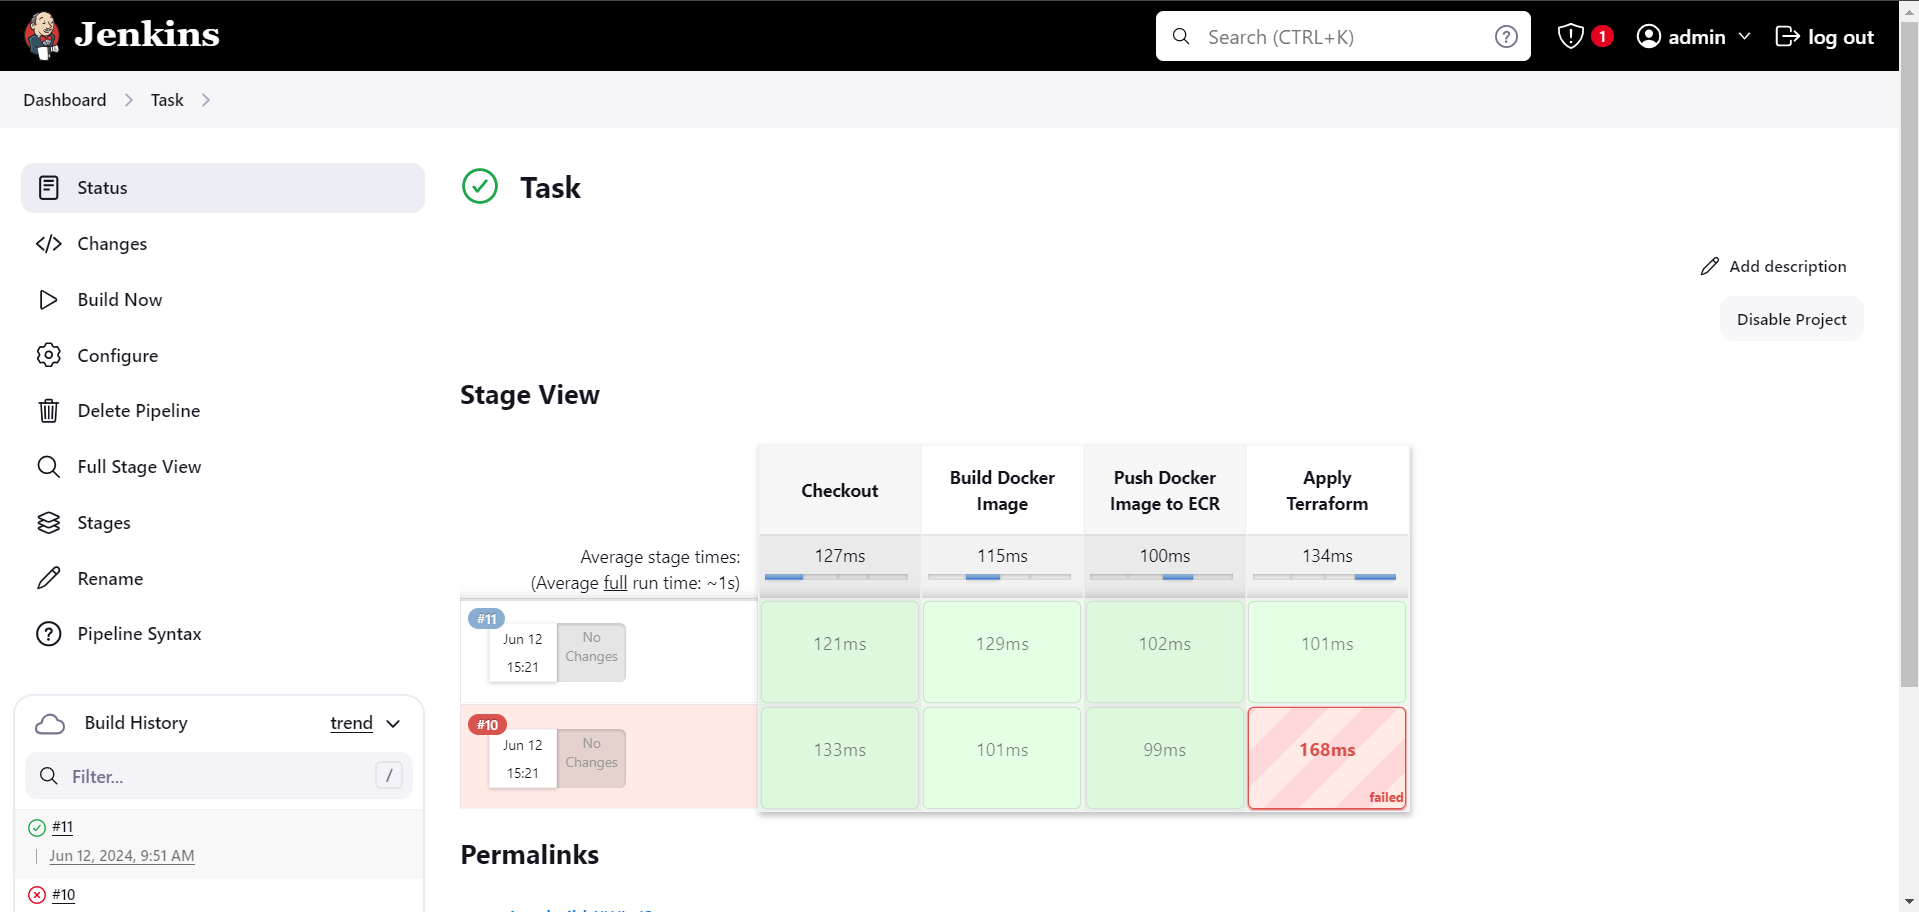 Jenkins
Search (CTRL+K)
?
1
admin
log out
Dashboard
Task
Status
Changes
Build Now
Configure
Delete Pipeline
Full Stage View
Stages
Rename
Pipeline Syntax
Build History
trend
Filter...
/
#11
Jun 12, 2024, 9:51 AM
#10
Task
Add description
Disable Project
Stage View
Checkout
Build Docker
Image
Push Docker
Image to ECR
Apply
Terraform
Average stage times:
(Average full run time: ~1s)
127ms
115ms
100ms
134ms
#11
Jun 12
15:21
No
Changes
121ms
129ms
102ms
101ms
#10
Jun 12
15:21
No
Changes
133ms
101ms
99ms
168ms
failed
Permalinks